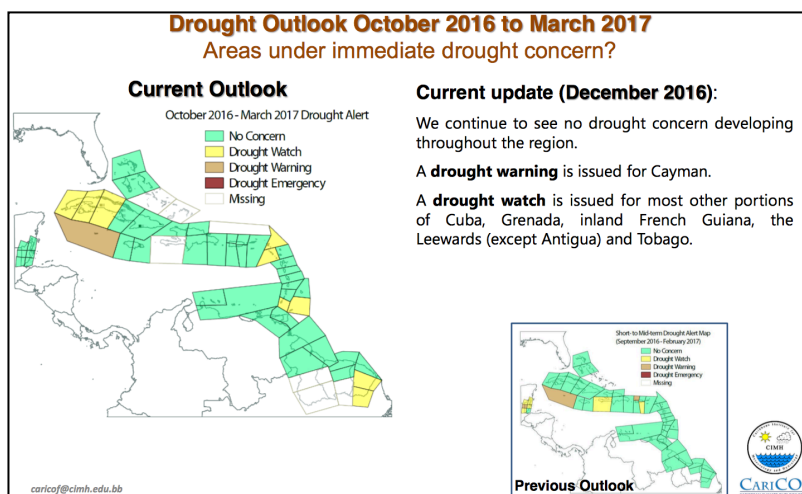 Drought Outlook October 2016 to March 2017
Areas under immediate drought concern?
Current Outlook
October 2016 - March 2017 Drought Alert
No Concern
Drought Watch
Drought Warning
Drought Emergency
Missing
Current update (December 2016):
We continue to see no drought concern developing
throughout the region.
A drought warning is issued for Cayman.
A drought watch is issued for most other portions
of Cuba, Grenada, inland French Guiana, the
Leewards (except Antigua) and Tobago.
Short- to Mid-term Drought Alert Map
(September 2016 - February 2017)
No Concern
Drought Watch
Drought Warning
Drought Emergency
Missing
Previous Outlook
CIMH
CARICO
caricof@cimh.edu.bb